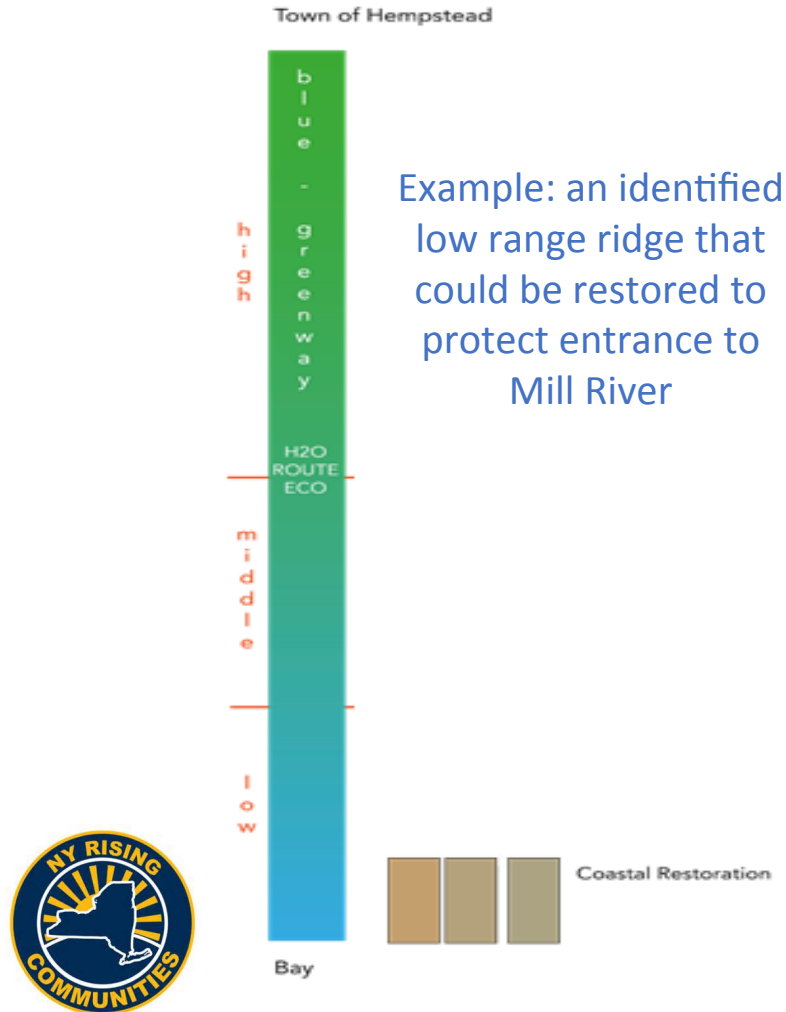 Town of Hempstead
blue - greenway
Example: an identified
low range ridge that
could be restored to
protect entrance to
Mill River
high
H2O
ROUTE
ECO
middle
low
NY RISING
COMMUNITIES
Coastal Restoration
Bay